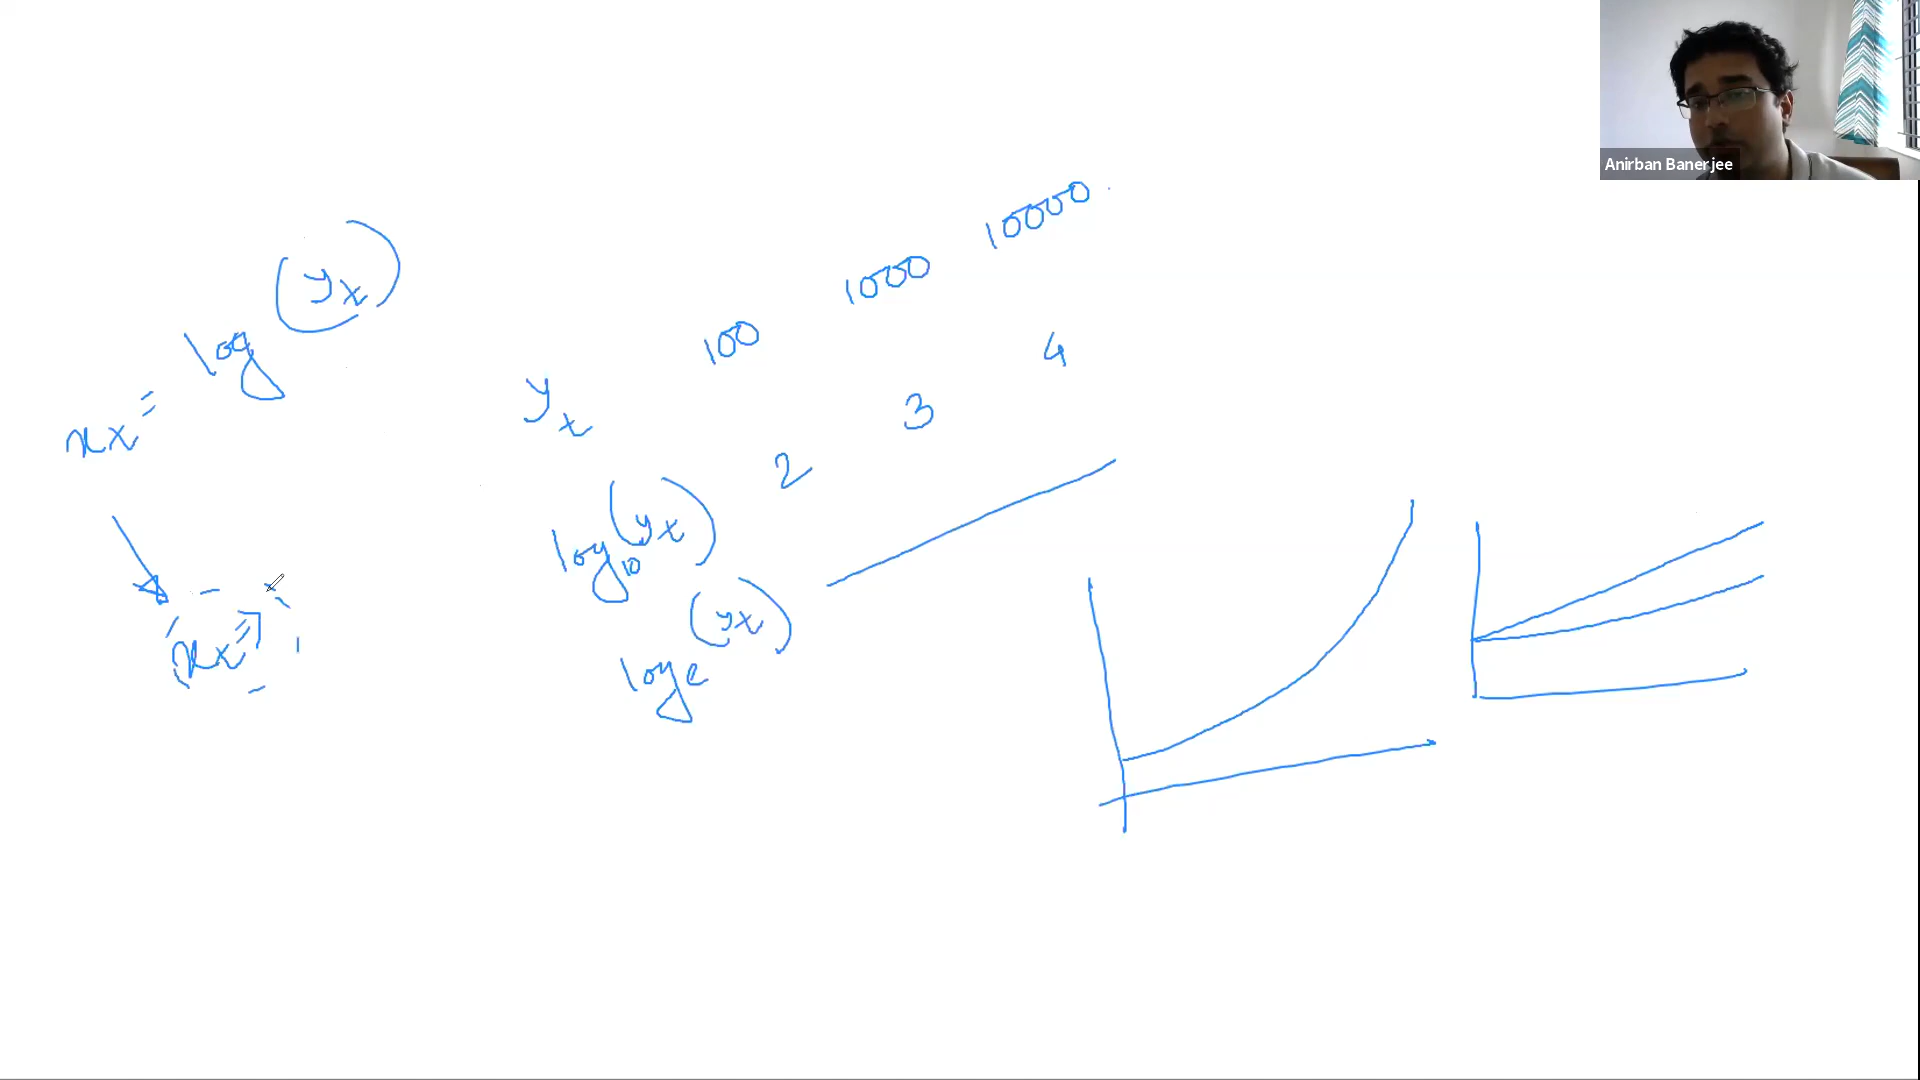 Anirban Banerjee
xx = log (yx)
yx 100 1000 10000
log10 (yx) 2 3 4
loge (yx)
xx =